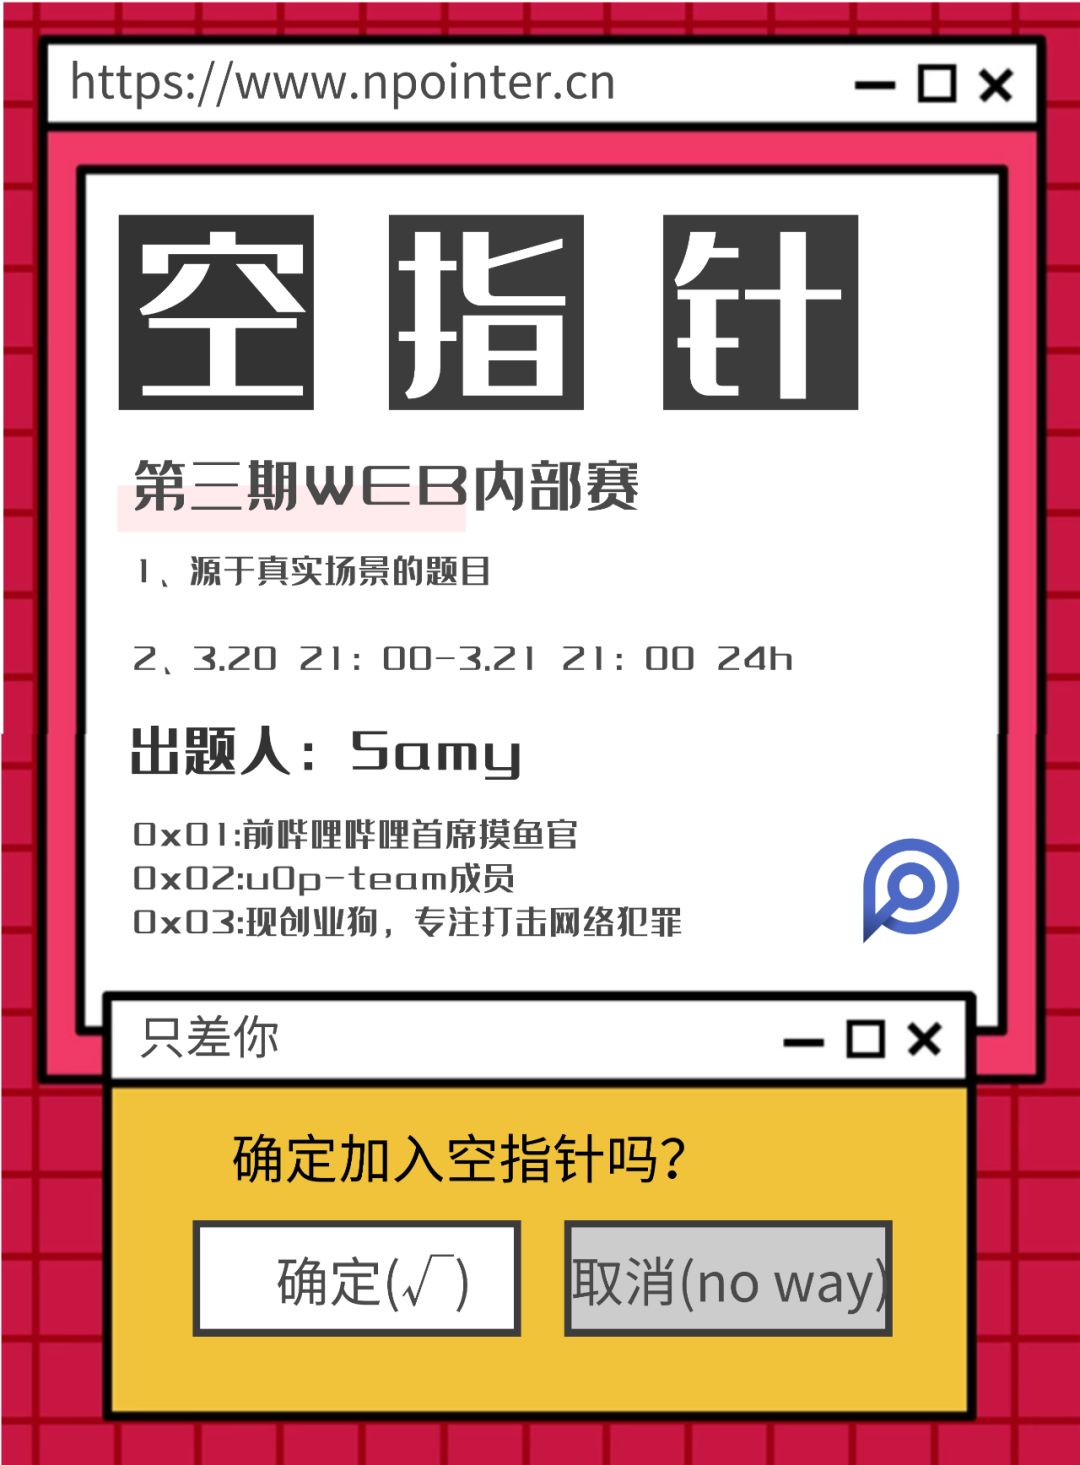 https://www.npointer.cn
空指针
第三期WEB内部赛
1、源于真实场景的题目
2、3.20 21：00-3.21 21：00 24h
出题人：Samy
0x01:前哔哩哔哩首席摸鱼官
0x02:u0p-team成员
0x03:现创业狗，专注打击网络犯罪
只差你
确定加入空指针吗？
确定(√)
取消(no way)